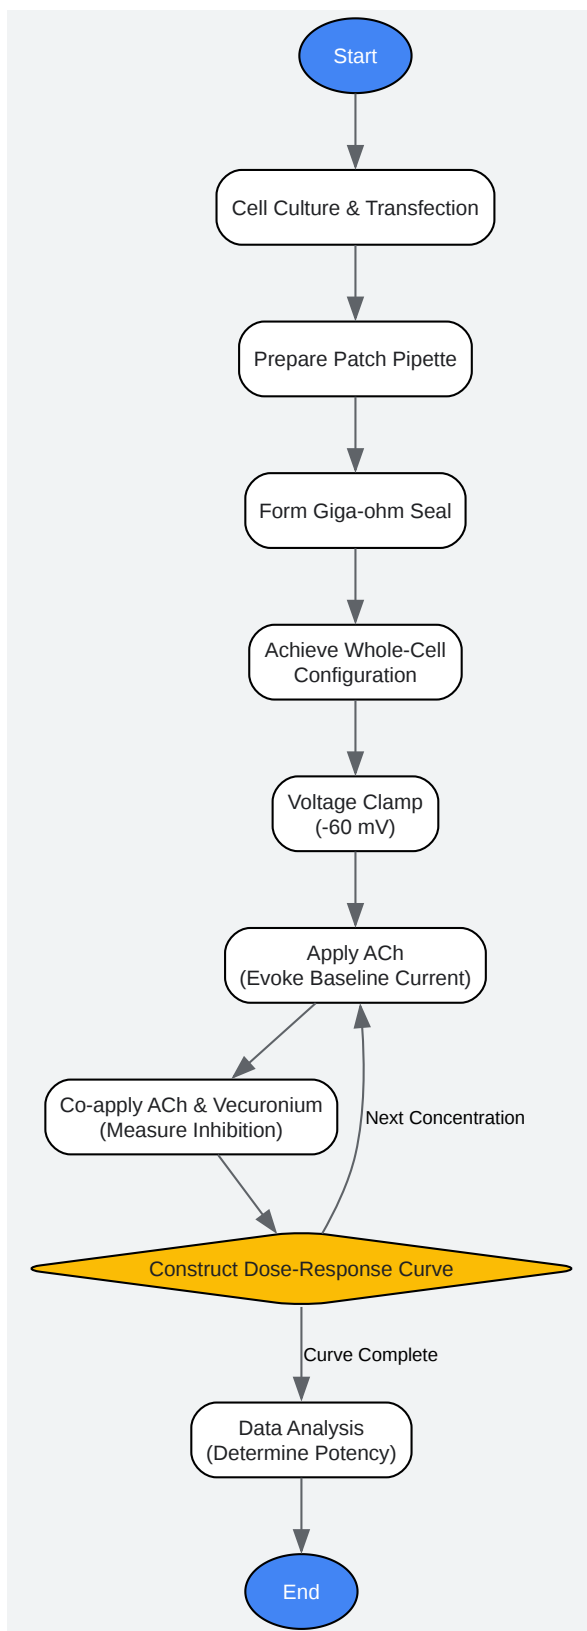 Start
Cell Culture & Transfection
Prepare Patch Pipette
Form Giga-ohm Seal
Achieve Whole-Cell
Configuration
Voltage Clamp
(-60 mV)
Apply ACh
(Evoke Baseline Current)
Co-apply ACh & Vecuronium
(Measure Inhibition)
Next Concentration
Construct Dose-Response Curve
Curve Complete
Data Analysis
(Determine Potency)
End